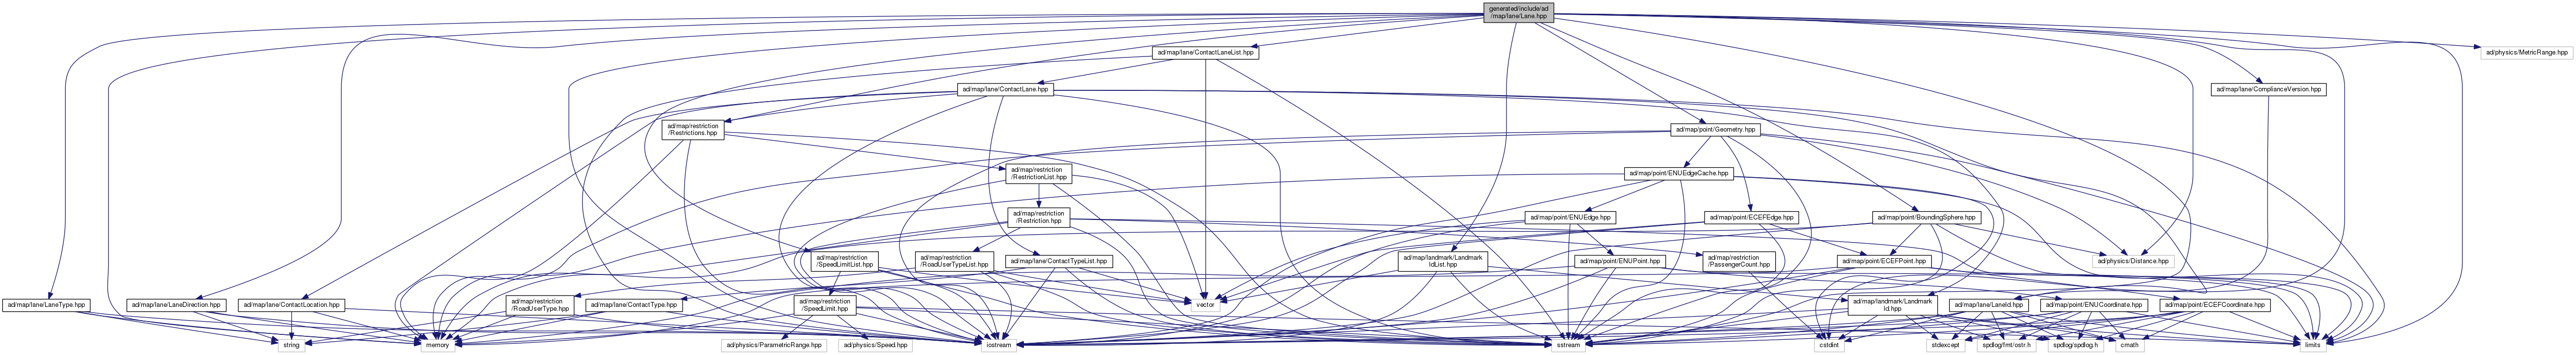 generated/include/ad
/map/lane/Lane.hpp
ad/map/lane/ContactLaneList.hpp
ad/physics/MetricRange.hpp
ad/map/lane/ContactLane.hpp
ad/map/lane/ComplianceVersion.hpp
ad/map/restriction
/Restrictions.hpp
ad/map/point/Geometry.hpp
ad/map/restriction
/RestrictionList.hpp
ad/map/point/ENUEdgeCache.hpp
ad/map/restriction
/Restriction.hpp
ad/map/point/ENUEdge.hpp
ad/map/point/ECEFEdge.hpp
ad/map/point/BoundingSphere.hpp
ad/map/restriction
/SpeedLimitList.hpp
ad/map/restriction
/RoadUserTypeList.hpp
ad/map/lane/ContactTypeList.hpp
ad/map/landmark/Landmark
IdList.hpp
ad/map/point/ENUPoint.hpp
ad/map/restriction
/PassengerCount.hpp
ad/map/point/ECEFPoint.hpp
ad/physics/Distance.hpp
ad/map/lane/LaneType.hpp
ad/map/lane/LaneDirection.hpp
ad/map/lane/ContactLocation.hpp
ad/map/restriction
/RoadUserType.hpp
ad/map/lane/ContactType.hpp
ad/map/restriction
/SpeedLimit.hpp
vector
ad/map/landmark/Landmark
Id.hpp
ad/map/lane/LaneId.hpp
ad/map/point/ENUCoordinate.hpp
ad/map/point/ECEFCoordinate.hpp
string
memory
ad/physics/ParametricRange.hpp
ad/physics/Speed.hpp
iostream
sstream
cstdint
stdexcept
spdlog/fmt/ostr.h
spdlog/spdlog.h
cmath
limits